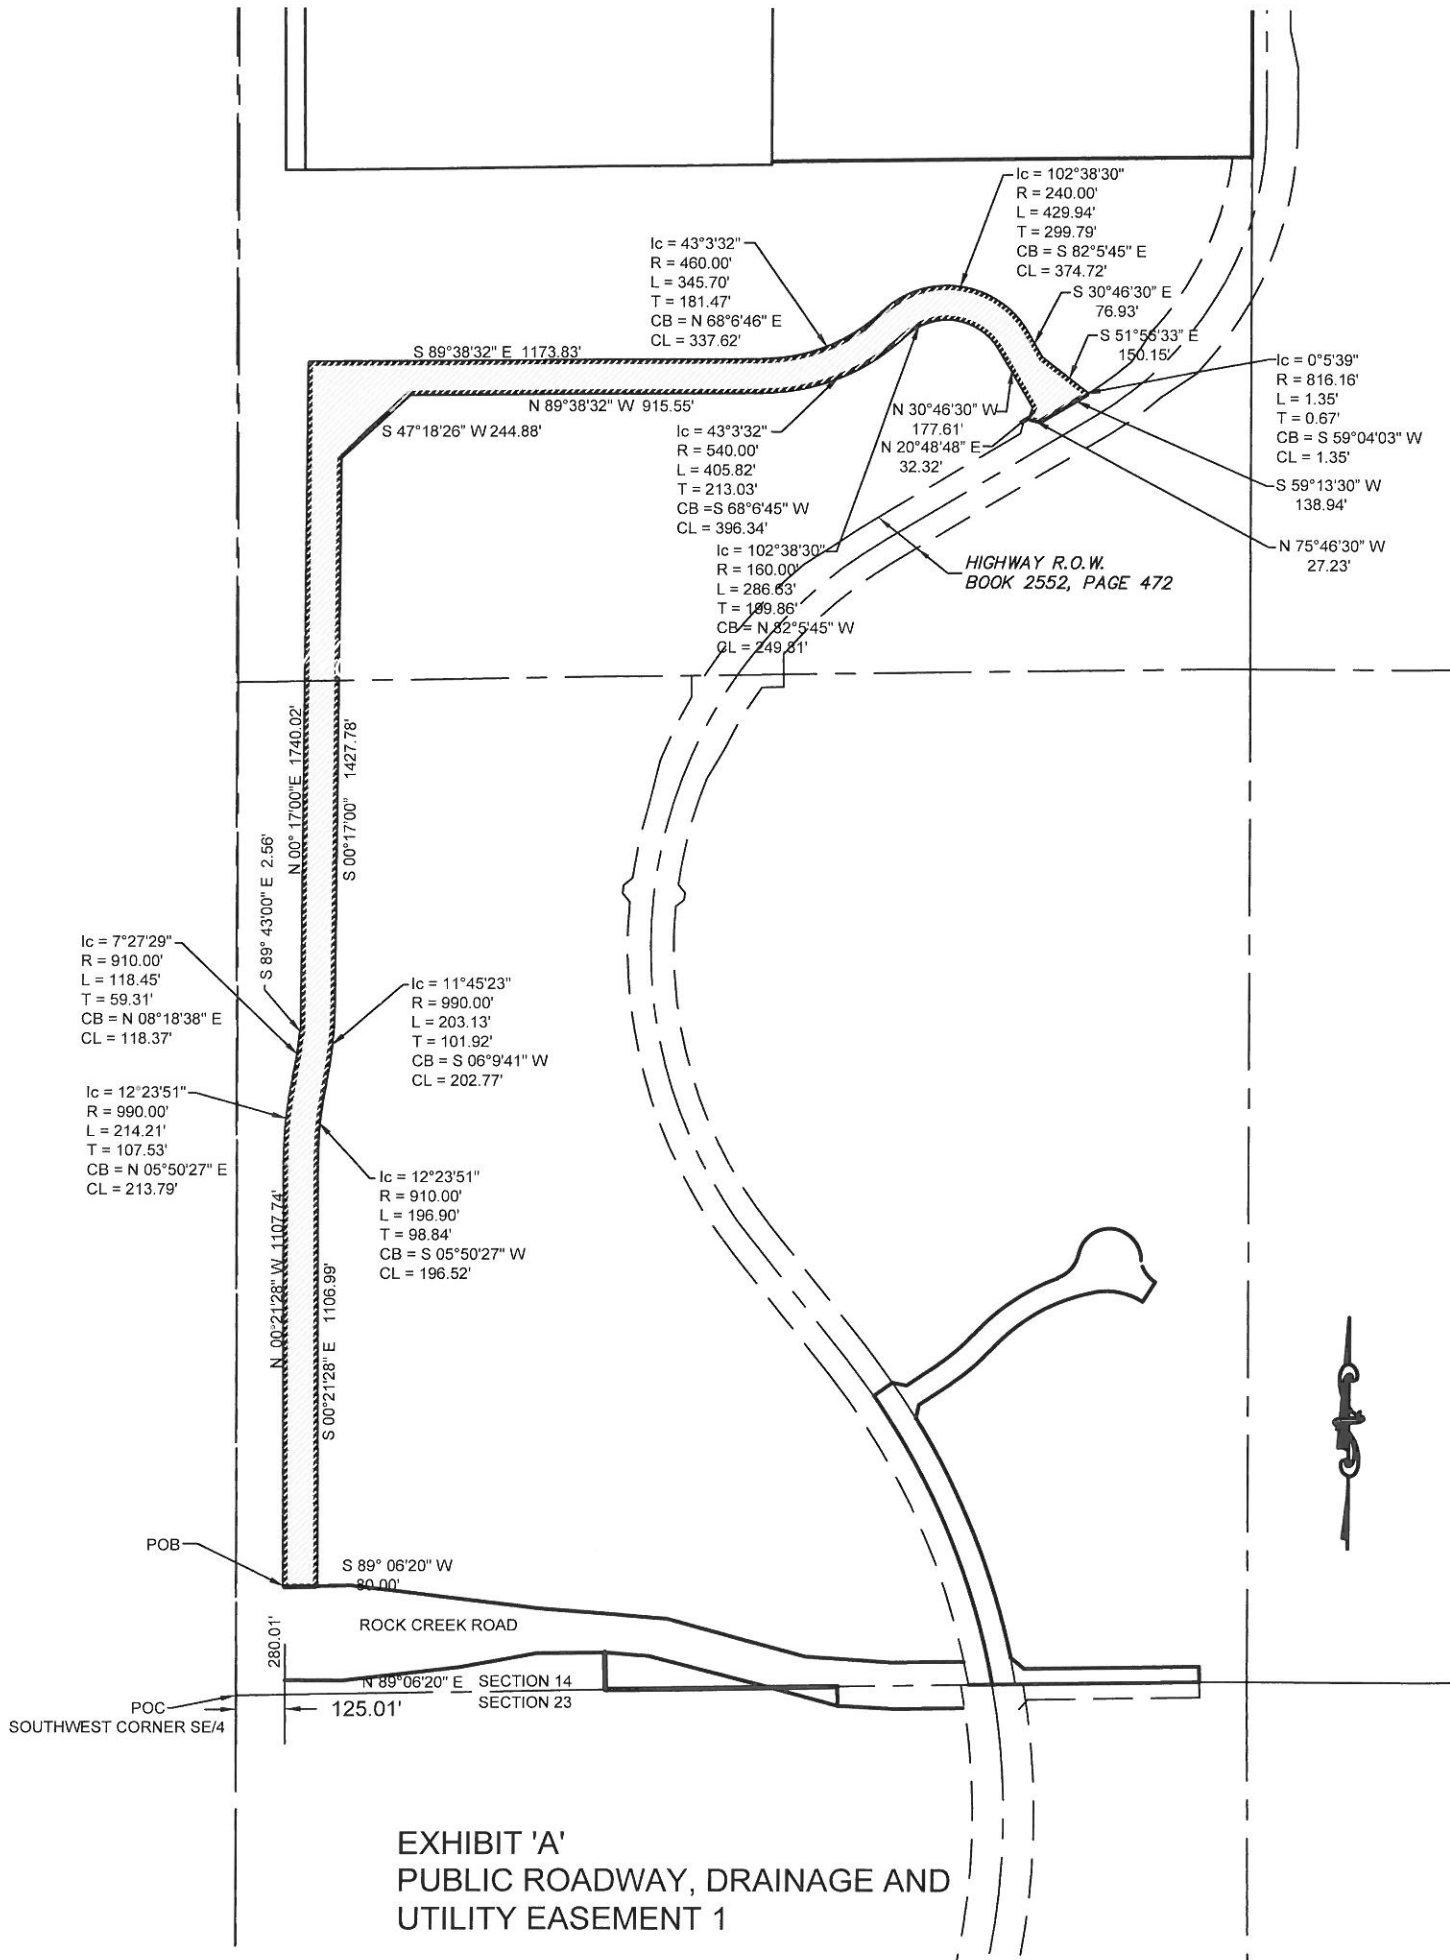 Ic = 102°38'30"
R = 240.00'
L = 429.94'
T = 299.79'
CB = S 82°5'45" E
CL = 374.72'
Ic = 43°3'32"
R = 460.00'
L = 345.70'
T = 181.47'
CB = N 68°6'46" E
CL = 337.62'
S 30°46'30" E
76.93'
S 51°55'33" E
150.15'
S 89°38'32" E 1173.83'
Ic = 0°5'39"
R = 816.16'
L = 1.35'
T = 0.67'
CB = S 59°04'03" W
CL = 1.35'
N 89°38'32" W 915.55'
S 47°18'26" W 244.88'
N 30°46'30" W
177.61'
N 20°48'48" E
32.32'
Ic = 43°3'32"
R = 540.00'
L = 405.82'
T = 213.03'
CB =S 68°6'45" W
CL = 396.34'
S 59°13'30" W
138.94'
N 75°46'30" W
27.23'
Ic = 102°38'30"
R = 160.00'
L = 286.63'
T = 199.86'
CB = N 82°5'45" W
CL = 249.81'
HIGHWAY R.O.W.
BOOK 2552, PAGE 472
N 00° 17'00"E 1740.02'
S 00°17'00" 1427.78'
S 89° 43'00" E 2.56'
Ic = 7°27'29"
R = 910.00'
L = 118.45'
T = 59.31'
CB = N 08°18'38" E
CL = 118.37'
Ic = 11°45'23"
R = 990.00'
L = 203.13'
T = 101.92'
CB = S 06°9'41" W
CL = 202.77'
Ic = 12°23'51"
R = 990.00'
L = 214.21'
T = 107.53'
CB = N 05°50'27" E
CL = 213.79'
Ic = 12°23'51"
R = 910.00'
L = 196.90'
T = 98.84'
CB = S 05°50'27" W
CL = 196.52'
N 00°21'28" W 1107.74'
S 00°21'28" E 1106.99'
POB
S 89° 06'20" W
80.00'
ROCK CREEK ROAD
280.01'
N 89°06'20" E SECTION 14
SECTION 23
POC
SOUTHWEST CORNER SE/4
125.01'
EXHIBIT 'A'
PUBLIC ROADWAY, DRAINAGE AND
UTILITY EASEMENT 1